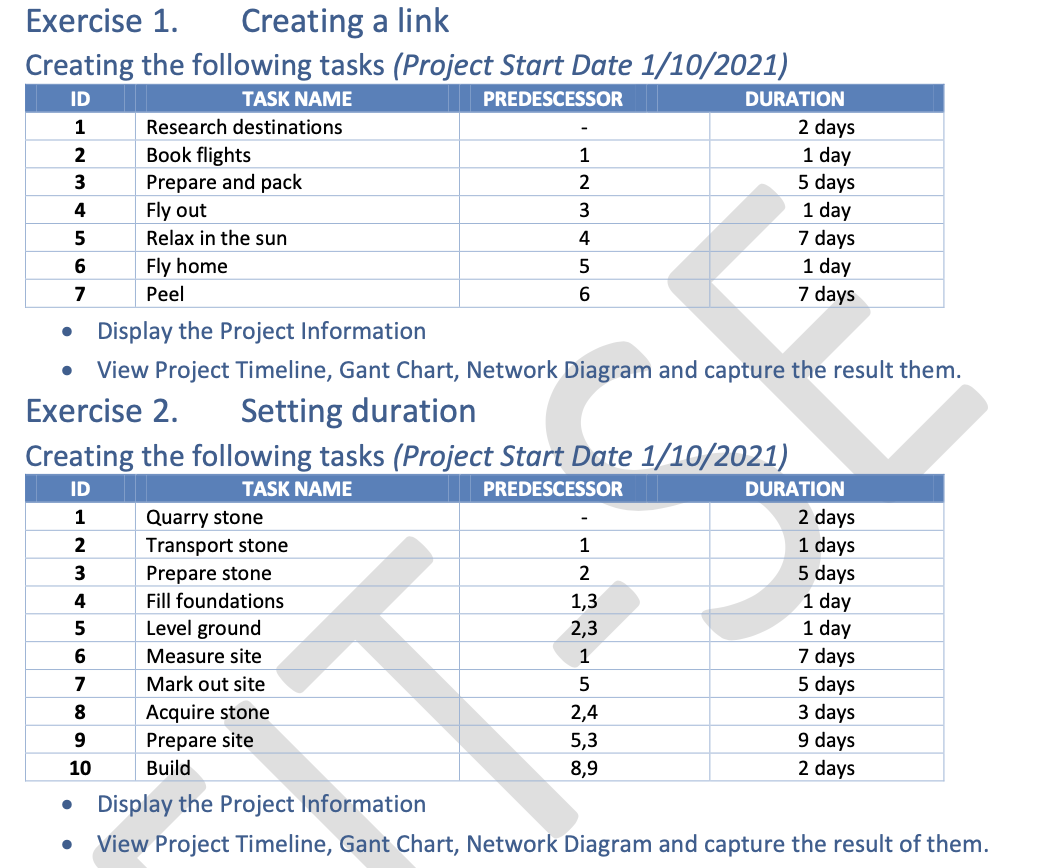 Exercise 1. Creating a link
Creating the following tasks (Project Start Date 1/10/2021)
ID TASK NAME PREDESCESSOR DURATION
1 Research destinations - 2 days
2 Book flights 1 1 day
3 Prepare and pack 2 5 days
4 Fly out 3 1 day
5 Relax in the sun 4 7 days
6 Fly home 5 1 day
7 Peel 6 7 days
• Display the Project Information
• View Project Timeline, Gant Chart, Network Diagram and capture the result them.
Exercise 2. Setting duration
Creating the following tasks (Project Start Date 1/10/2021)
ID TASK NAME PREDESCESSOR DURATION
1 Quarry stone - 2 days
2 Transport stone 1 1 days
3 Prepare stone 2 5 days
4 Fill foundations 1,3 1 day
5 Level ground 2,3 1 day
6 Measure site 1 7 days
7 Mark out site 5 5 days
8 Acquire stone 2,4 3 days
9 Prepare site 5,3 9 days
10 Build 8,9 2 days
• Display the Project Information
• View Project Timeline, Gant Chart, Network Diagram and capture the result of them.